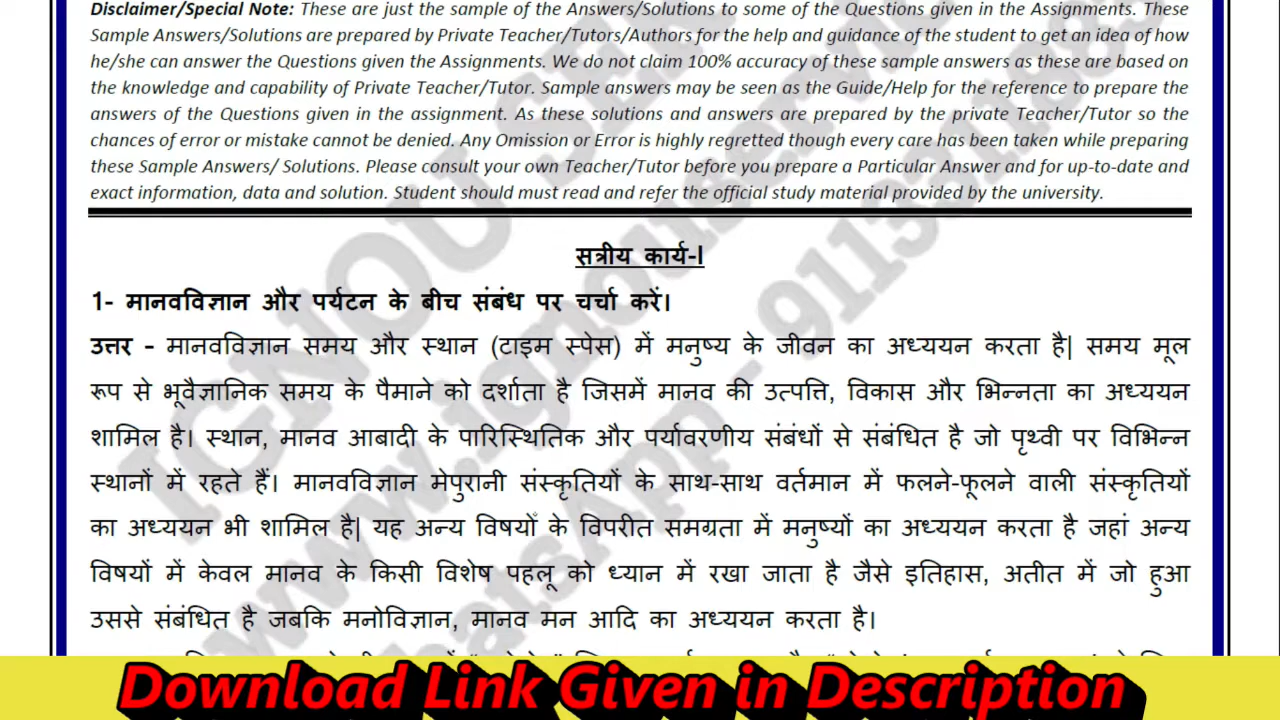 Disclaimer/Special Note: These are just the sample of the Answers/Solutions to some of the Questions given in the Assignments. These
Sample Answers/Solutions are prepared by Private Teacher/Tutors/Authors for the help and guidance of the student to get an idea of how
he/she can answer the Questions given the Assignments. We do not claim 100% accuracy of these sample answers as these are based on
the knowledge and capability of Private Teacher/Tutor. Sample answers may be seen as the Guide/Help for the reference to prepare the
answers of the Questions given in the assignment. As these solutions and answers are prepared by the private Teacher/Tutor so the
chances of error or mistake cannot be denied. Any Omission or Error is highly regretted though every care has been taken while preparing
these Sample Answers/ Solutions. Please consult your own Teacher/Tutor before you prepare a Particular Answer and for up-to-date and
exact information, data and solution. Student should must read and refer the official study material provided by the university.
सत्रीय कार्य-I
1- मानवविज्ञान और पर्यटन के बीच संबंध पर चर्चा करें।
उत्तर – मानवविज्ञान समय और स्थान (टाइम स्पेस) में मनुष्य के जीवन का अध्ययन करता है| समय मूल
रूप से भूवैज्ञानिक समय के पैमाने को दर्शाता है जिसमें मानव की उत्पत्ति, विकास और भिन्नता का अध्ययन
शामिल है। स्थान, मानव आबादी के पारिस्थितिक और पर्यावरणीय संबंधों से संबंधित है जो पृथ्वी पर विभिन्न
स्थानों में रहते हैं। मानवविज्ञान मेपुरानी संस्कृतियों के साथ-साथ वर्तमान में फलने-फूलने वाली संस्कृतियों
का अध्ययन भी शामिल है| यह अन्य विषयोँ के विपरीत समग्रता में मनुष्यों का अध्ययन करता है जहां अन्य
विषयों में केवल मानव के किसी विशेष पहलू को ध्यान में रखा जाता है जैसे इतिहास, अतीत में जो हुआ
उससे संबंधित है जबकि मनोविज्ञान, मानव मन आदि का अध्ययन करता है।
Download Link Given in Description